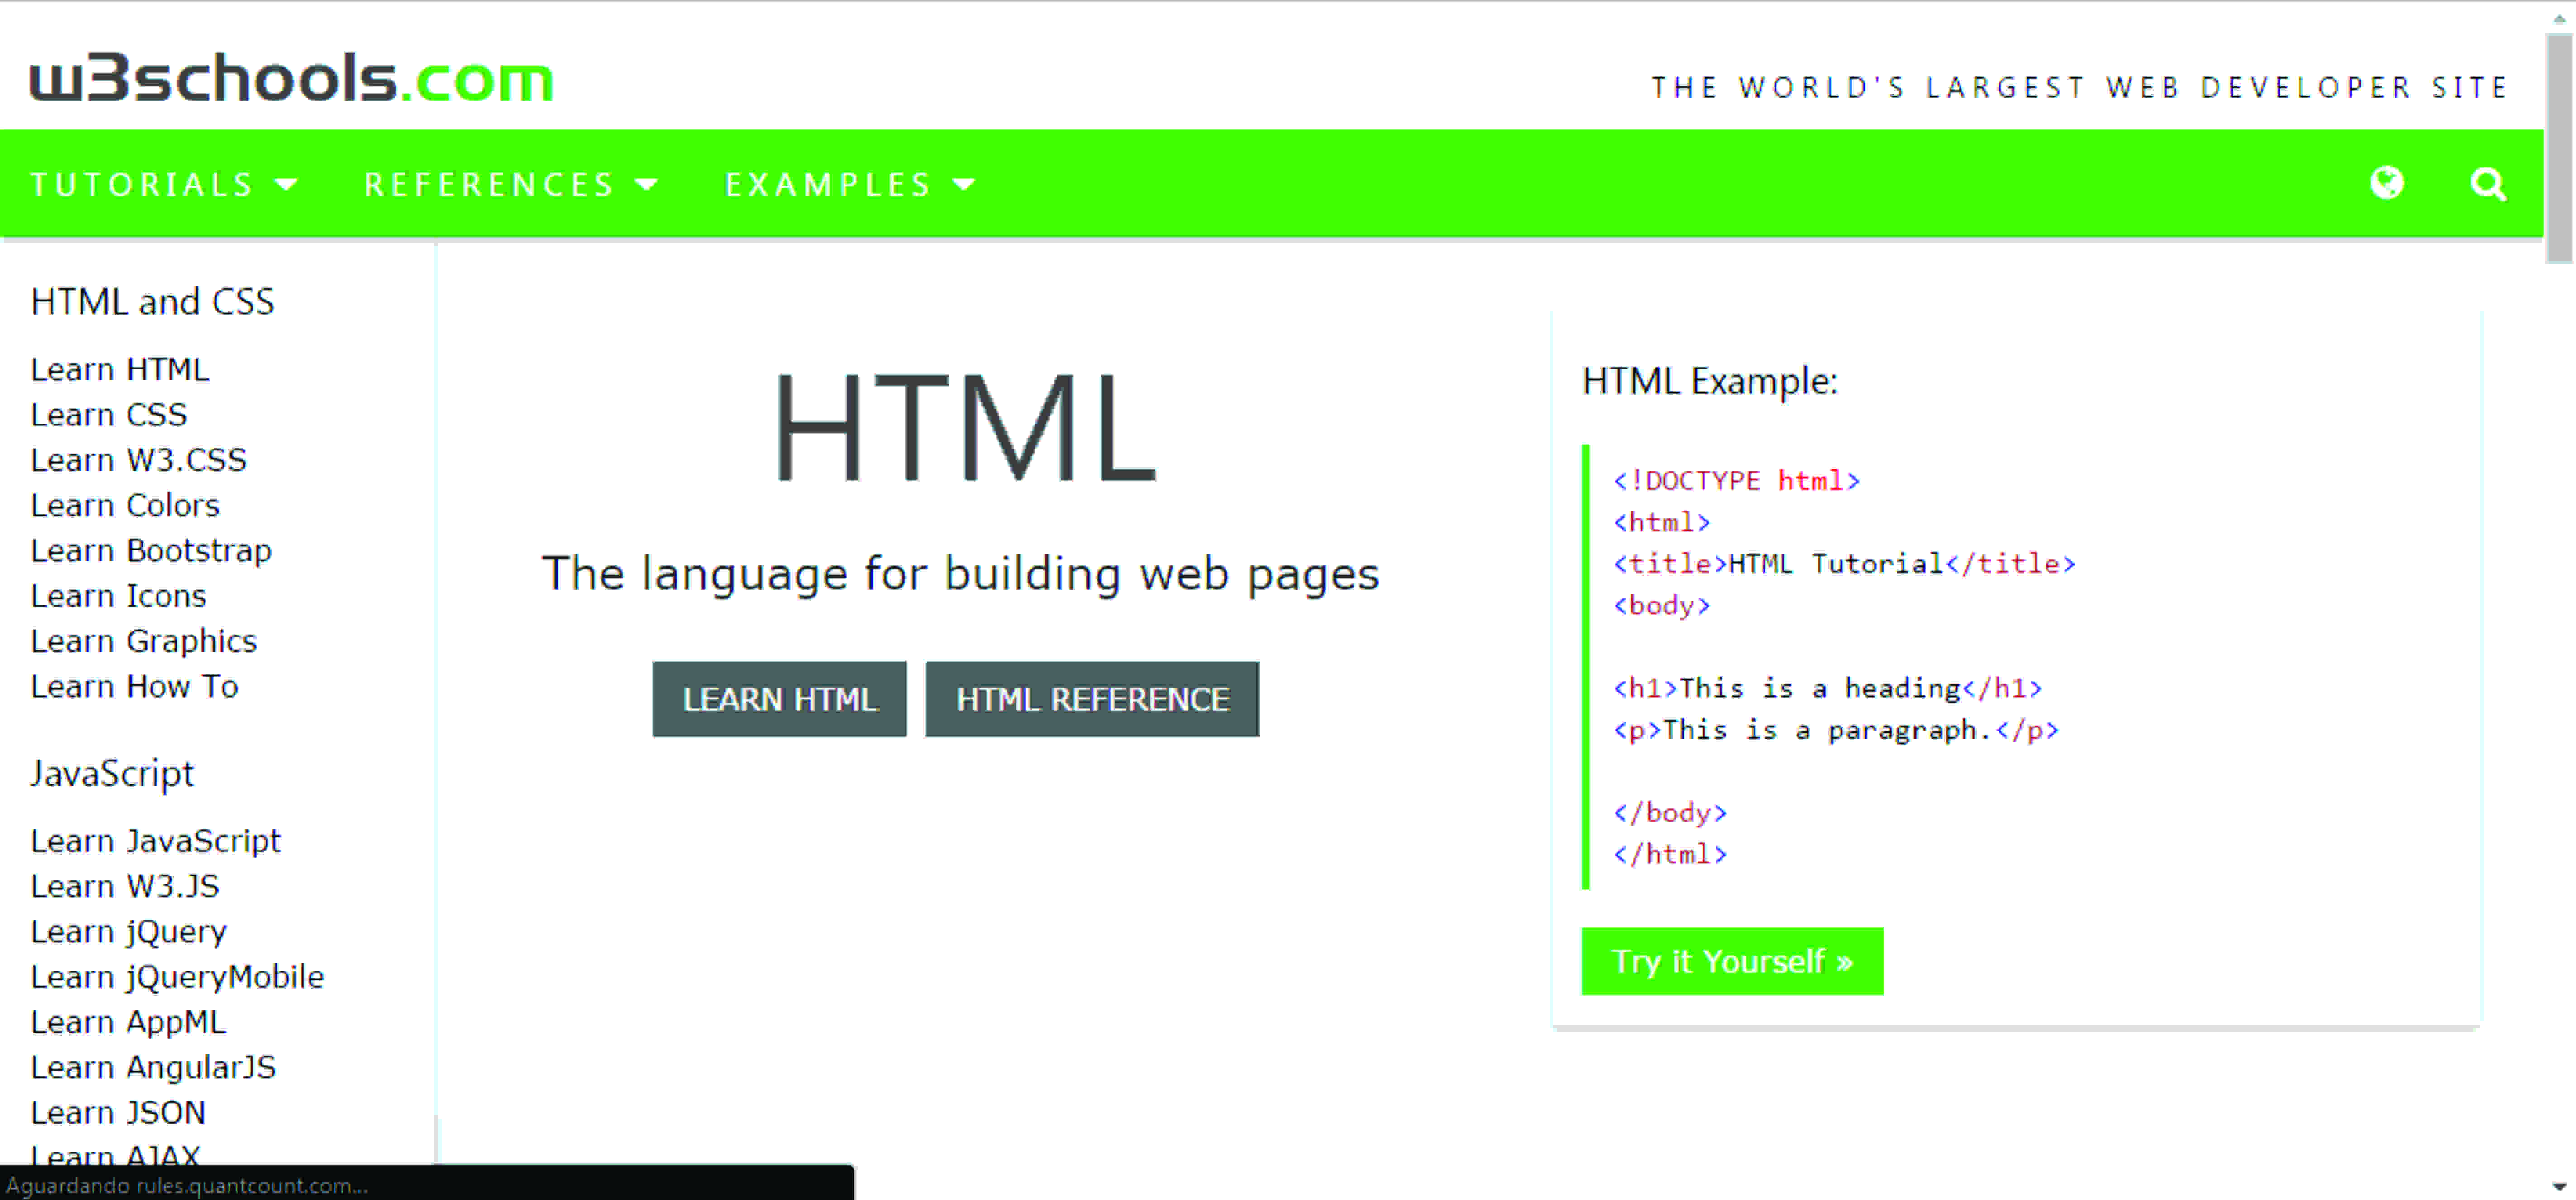 w3schools.com
THE WORLD'S LARGEST WEB DEVELOPER SITE
TUTORIALS REFERENCES EXAMPLES
HTML and CSS
Learn HTML
Learn CSS
Learn W3.CSS
Learn Colors
Learn Bootstrap
Learn Icons
Learn Graphics
Learn How To
JavaScript
Learn JavaScript
Learn W3.JS
Learn jQuery
Learn jQueryMobile
Learn AppML
Learn AngularJS
Learn JSON
Learn AJAX
HTML
The language for building web pages
LEARN HTML HTML REFERENCE
HTML Example:
<!DOCTYPE html>
<html>
<title>HTML Tutorial</title>
<body>
<h1>This is a heading</h1>
<p>This is a paragraph.</p>
</body>
</html>
Try it Yourself »
Aguardando rules.quantcount.com...